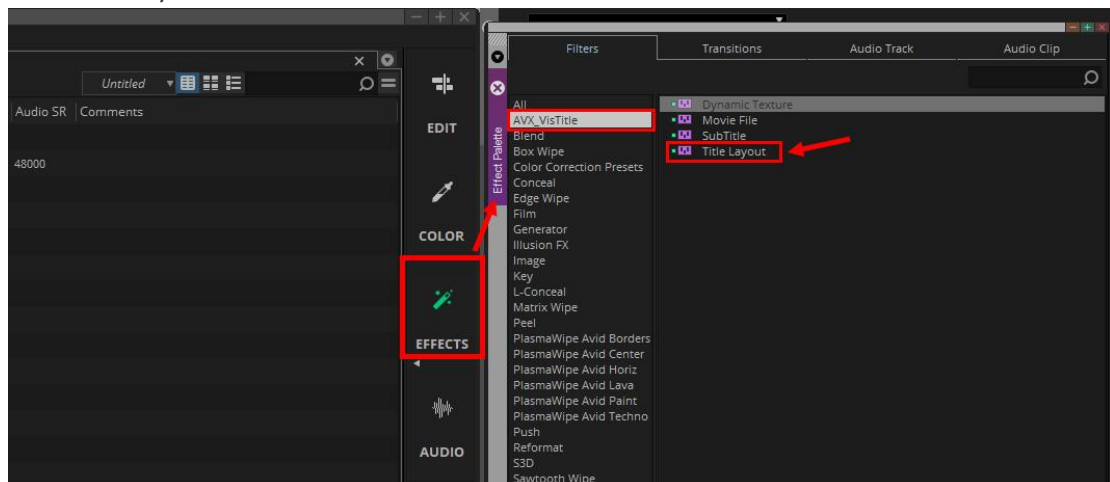 Untitled
Audio SR Comments
48000
EDIT
COLOR
EFFECTS
AUDIO
Effect Palette
Filters Transitions Audio Track Audio Clip
All
AVX_VisTitle
Blend
Box Wipe
Color Correction Presets
Conceal
Edge Wipe
Film
Generator
Illusion FX
Image
Key
L-Conceal
Matrix Wipe
Peel
PlasmaWipe Avid Borders
PlasmaWipe Avid Center
PlasmaWipe Avid Horiz
PlasmaWipe Avid Lava
PlasmaWipe Avid Paint
PlasmaWipe Avid Techno
Push
Reformat
S3D
Sawtooth Wipe
Dynamic Texture
Movie File
SubTitle
Title Layout